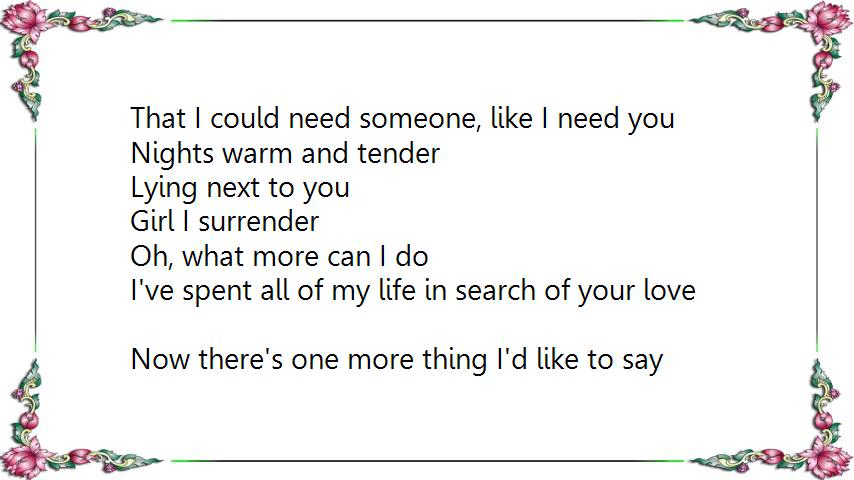 That I could need someone, like I need you
Nights warm and tender
Lying next to you
Girl I surrender
Oh, what more can I do
I've spent all of my life in search of your love
Now there's one more thing I'd like to say